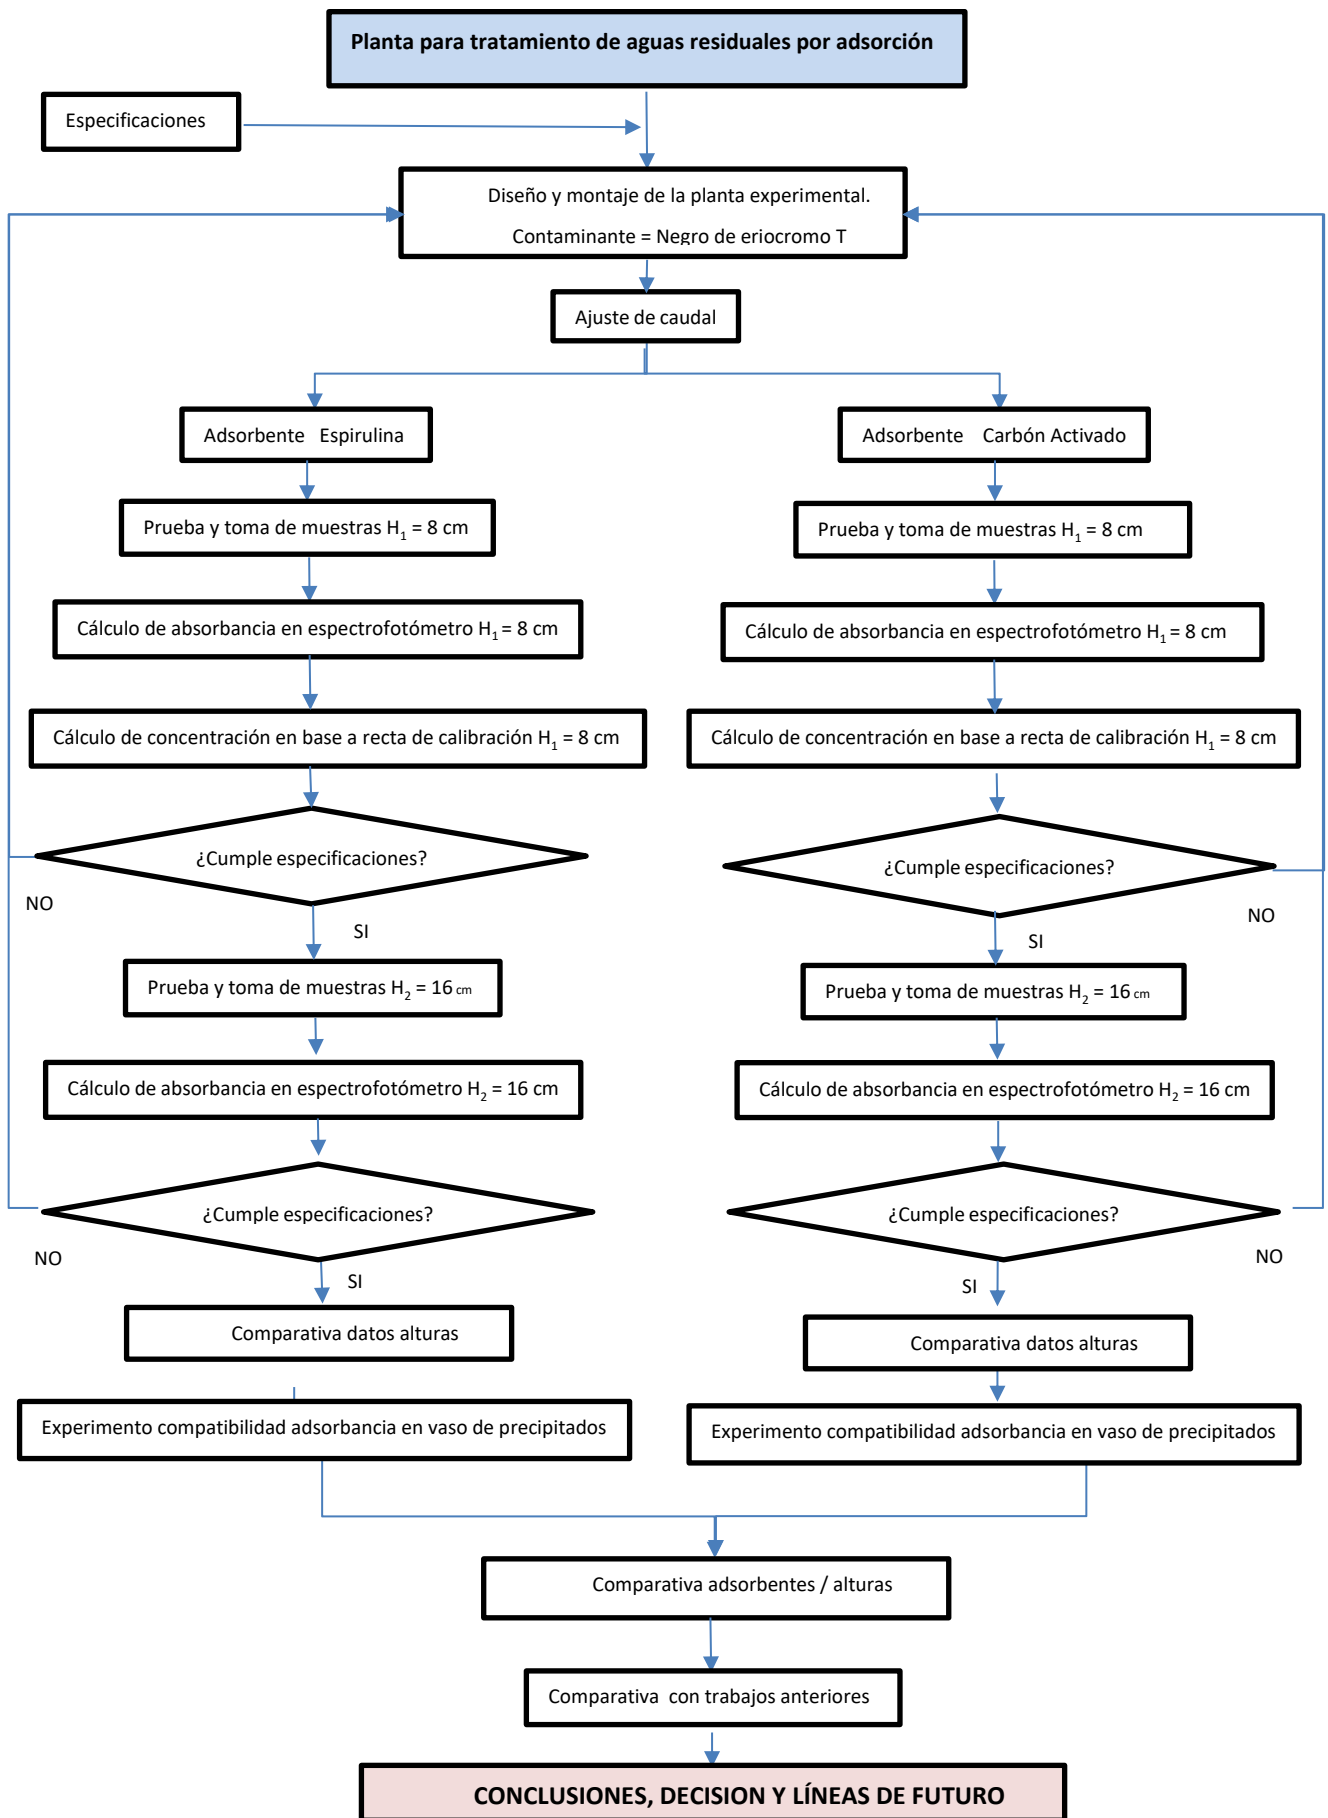 Planta para tratamiento de aguas residuales por adsorción
Especificaciones
Diseño y montaje de la planta experimental.
Contaminante = Negro de eriocromo T
Ajuste de caudal
Adsorbente Espirulina
Adsorbente Carbón Activado
Prueba y toma de muestras H₁ = 8 cm
Prueba y toma de muestras H₁ = 8 cm
Cálculo de absorbancia en espectrofotómetro H₁ = 8 cm
Cálculo de absorbancia en espectrofotómetro H₁ = 8 cm
Cálculo de concentración en base a recta de calibración H₁ = 8 cm
Cálculo de concentración en base a recta de calibración H₁ = 8 cm
¿Cumple especificaciones?
¿Cumple especificaciones?
NO
NO
SI
SI
Prueba y toma de muestras H₂ = 16 cm
Prueba y toma de muestras H₂ = 16 cm
Cálculo de absorbancia en espectrofotómetro H₂ = 16 cm
Cálculo de absorbancia en espectrofotómetro H₂ = 16 cm
¿Cumple especificaciones?
¿Cumple especificaciones?
NO
NO
SI
SI
Comparativa datos alturas
Comparativa datos alturas
Experimento compatibilidad adsorbancia en vaso de precipitados
Experimento compatibilidad adsorbancia en vaso de precipitados
Comparativa adsorbentes / alturas
Comparativa con trabajos anteriores
CONCLUSIONES, DECISION Y LÍNEAS DE FUTURO